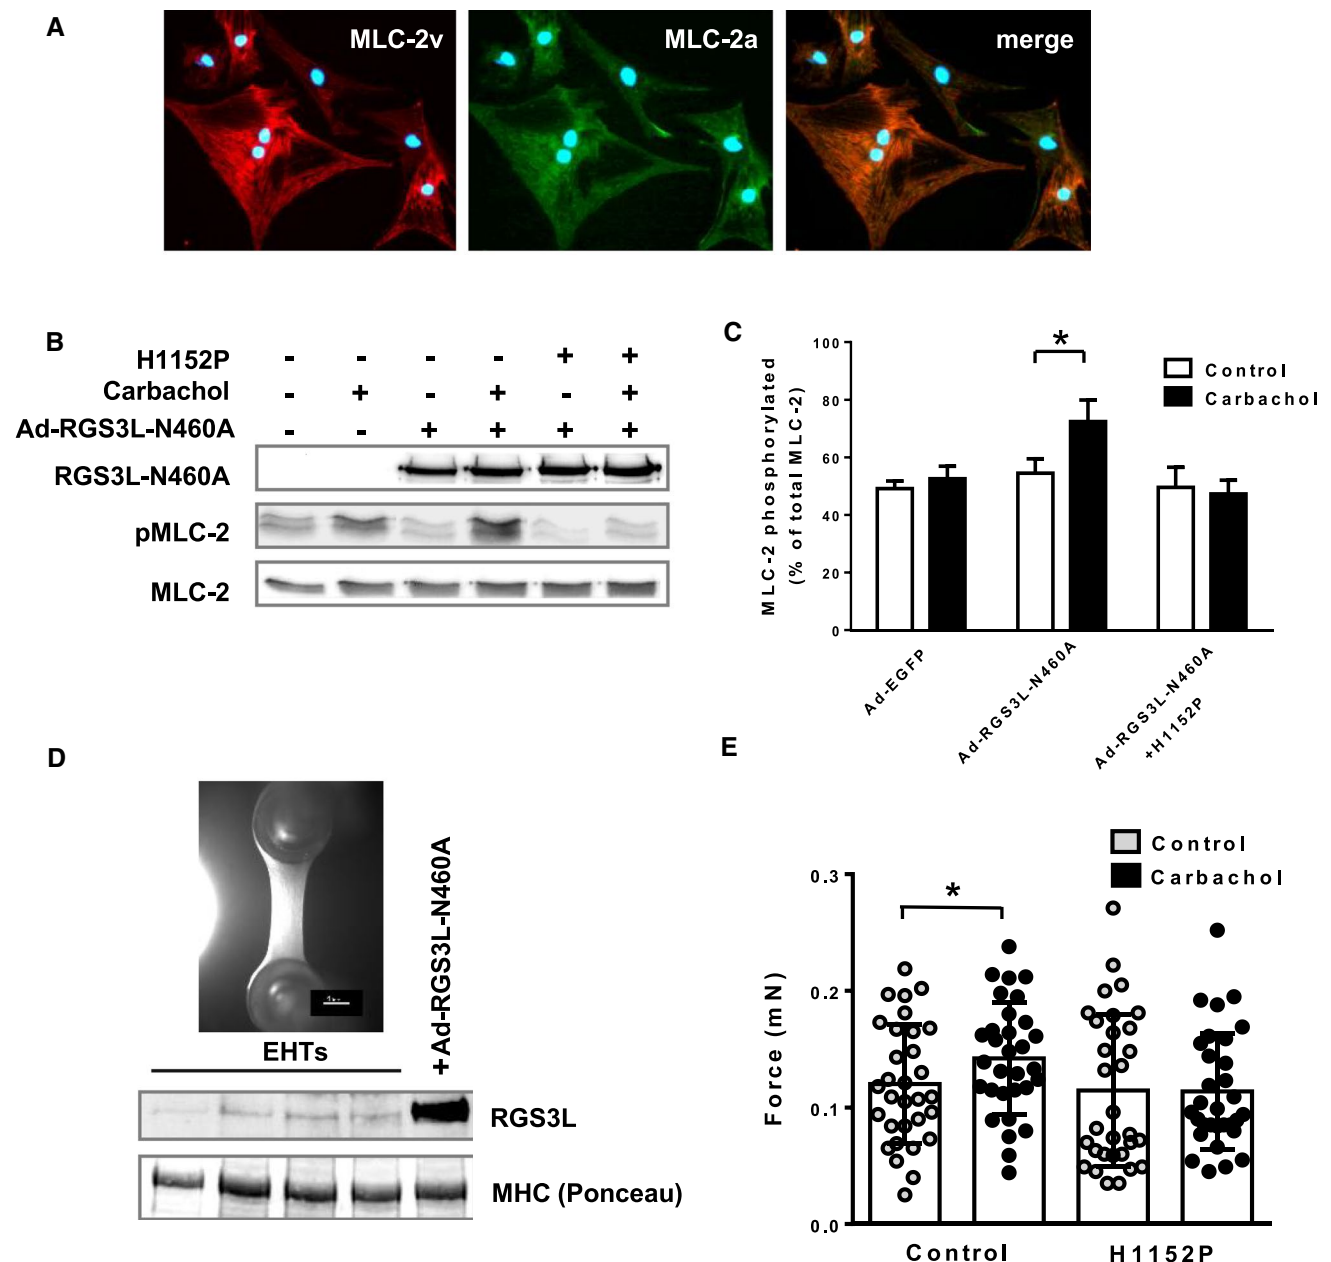 A
MLC-2v
MLC-2a
merge
B
H1152P - - - - + +
Carbachol - + - + - +
Ad-RGS3L-N460A - - + + + +
RGS3L-N460A
pMLC-2
MLC-2
C
MLC-2 phosphorylated
(% of total MLC-2)
100
80
60
40
20
0
*
Control
Carbachol
Ad-EGFP
Ad-RGS3L-N460A
Ad-RGS3L-N460A
+H1152P
D
EHTs
+Ad-RGS3L-N460A
RGS3L
MHC (Ponceau)
E
Control
Carbachol
Force (mN)
0.3
0.2
0.1
0.0
*
Control
H1152P